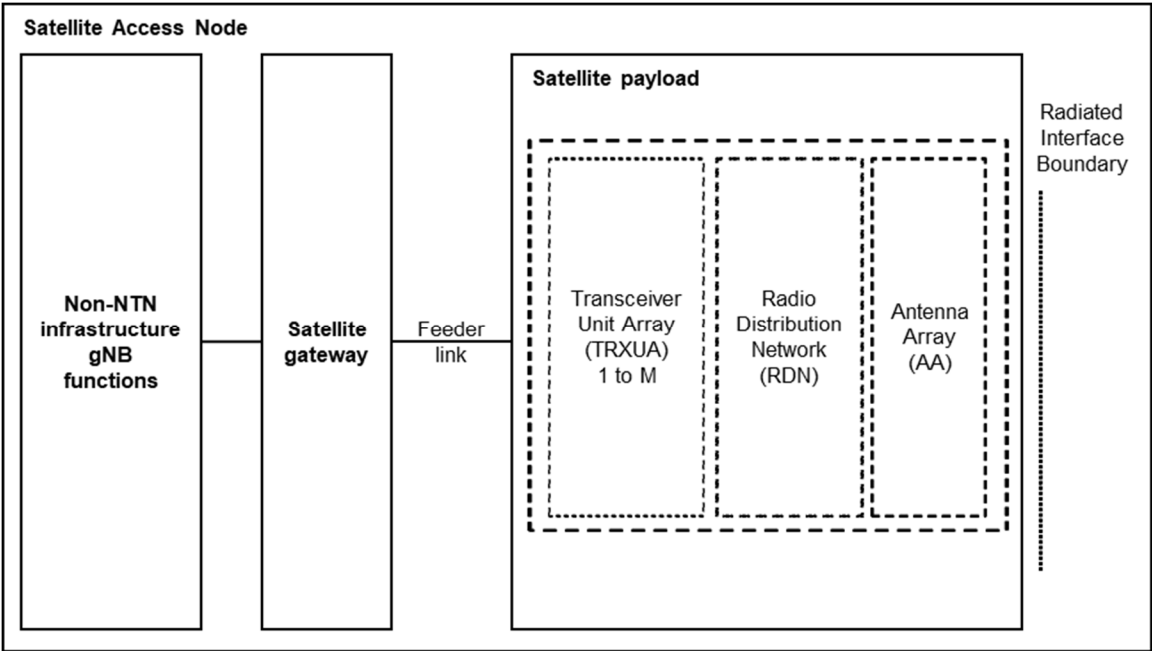 Satellite Access Node
Non-NTN
infrastructure
gNB
functions
Satellite
gateway
Feeder
link
Satellite payload
Transceiver
Unit Array
(TRXUA)
1 to M
Radio
Distribution
Network
(RDN)
Antenna
Array
(AA)
Radiated
Interface
Boundary